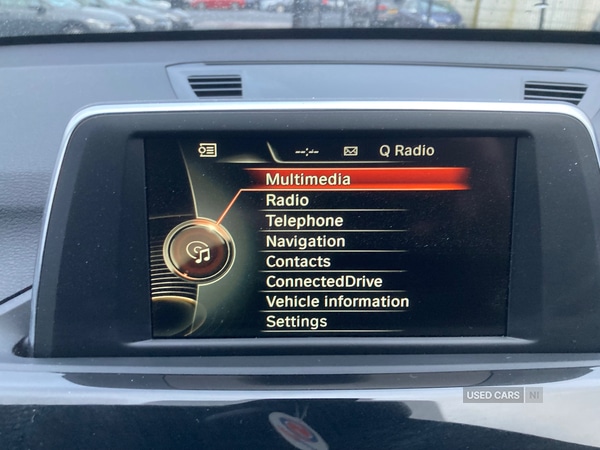 --:-- Q Radio
Multimedia
Radio
Telephone
Navigation
Contacts
ConnectedDrive
Vehicle information
Settings
USED CARS NI